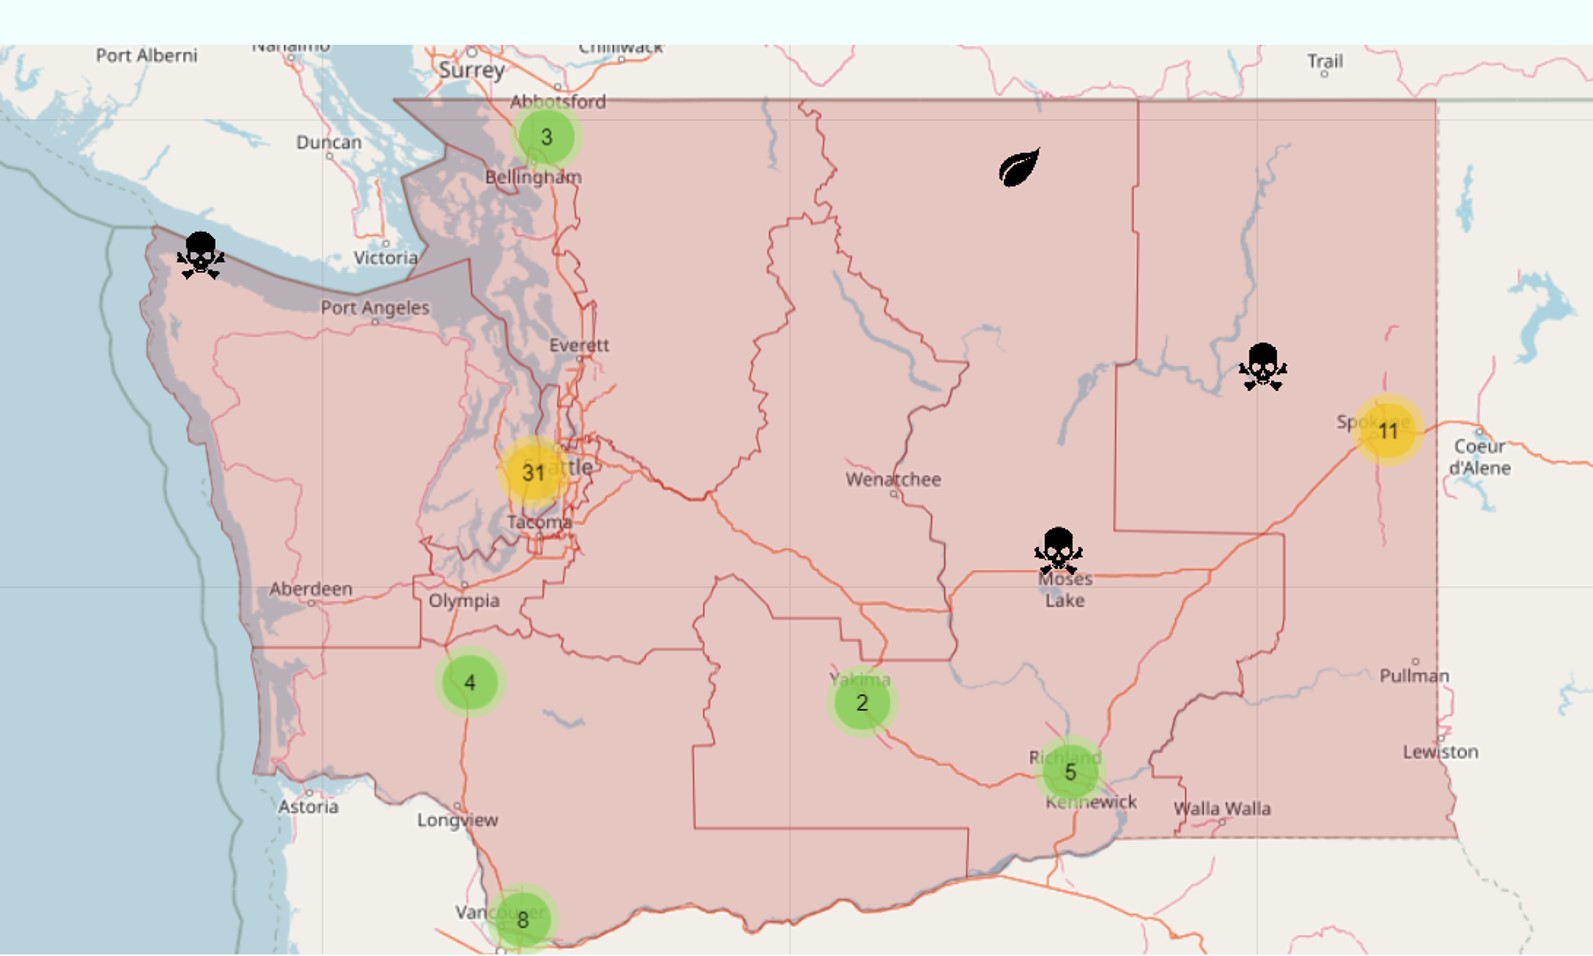 Port Alberni
Nanaimo
Chilliwack
Surrey
Trail
Abbotsford
3
Duncan
Bellingham
Victoria
Port Angeles
Everett
Spokane
11
Coeur
d'Alene
31
Seattle
Wenatchee
Tacoma
Moses
Lake
Aberdeen
Olympia
Pullman
4
Yakima
2
Lewiston
Richland
5
Kennewick
Walla Walla
Astoria
Longview
Vancouver
8